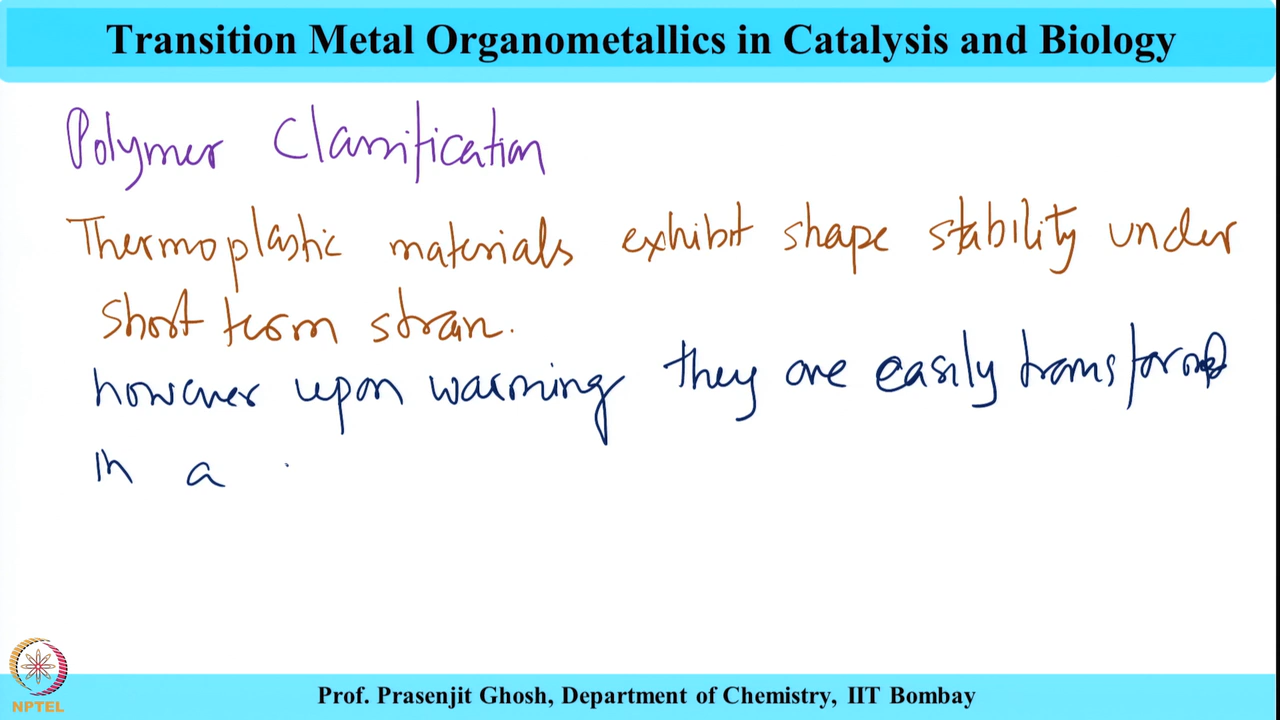 Transition Metal Organometallics in Catalysis and Biology
Polymer Classification
Thermoplastic materials exhibit shape stability under
short term strain.
however upon warming they are easily transformed
in a
NPTEL
Prof. Prasenjit Ghosh, Department of Chemistry, IIT Bombay